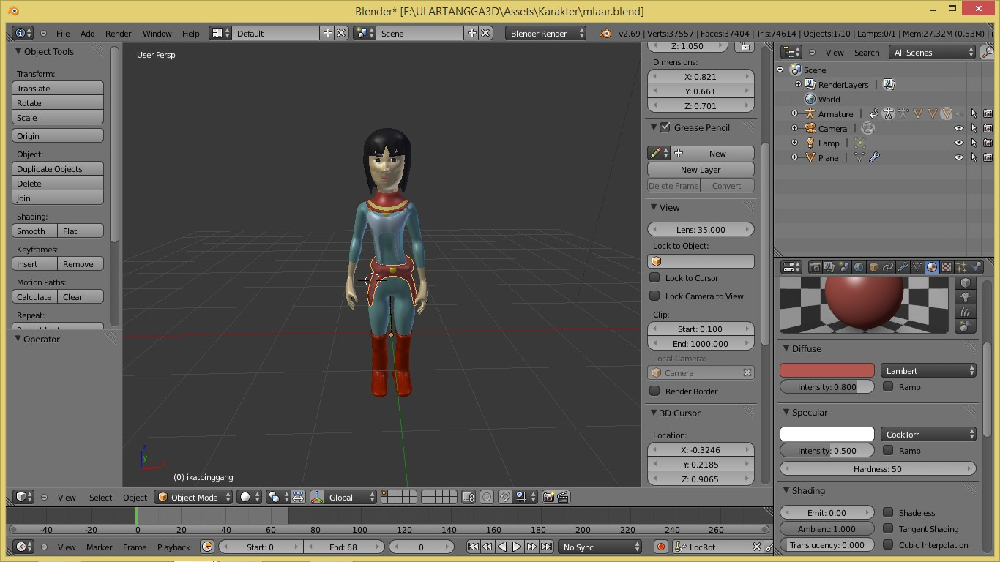 Blender* [E:\ULARTANGGA3D\Assets\Karakter\mlaar.blend]
File Add Render Window Help Default Scene Blender Render v2.69 | Verts:37557 | Faces:37404 | Tris:74614 | Objects:1/10 | Lamps:0/1 | Mem:27.32M (0.53M) |
Object Tools
Transform:
Translate
Rotate
Scale
Origin
Object:
Duplicate Objects
Delete
Join
Shading:
Smooth Flat
Keyframes:
Insert Remove
Motion Paths:
Calculate Clear
Repeat:
Operator
User Persp
(0) ikatpinggang
z
y
x
Z: 1.050
Dimensions:
X: 0.821
Y: 0.661
Z: 0.701
Grease Pencil
New
New Layer
Delete Frame Convert
View
Lens: 35.000
Lock to Object:
Lock to Cursor
Lock Camera to View
Clip:
Start: 0.100
End: 1000.000
Local Camera:
Camera
Render Border
3D Cursor
Location:
X: -0.3246
Y: 0.2185
Z: 0.9065
View Search All Scenes
Scene
RenderLayers |
World
Armature |
Camera |
Lamp |
Plane |
Diffuse
Lambert
Intensity: 0.800 Ramp
Specular
CookTorr
Intensity: 0.500 Ramp
Hardness: 50
Shading
Emit: 0.00 Shadeless
Ambient: 1.000 Tangent Shading
Translucency: 0.000 Cubic Interpolation
View Select Object Object Mode Global
-40 -20 0 20 40 60 80 100 120 140 160 180 200 220 240 260
View Marker Frame Playback Start: 0 End: 68 0 No Sync LocRot